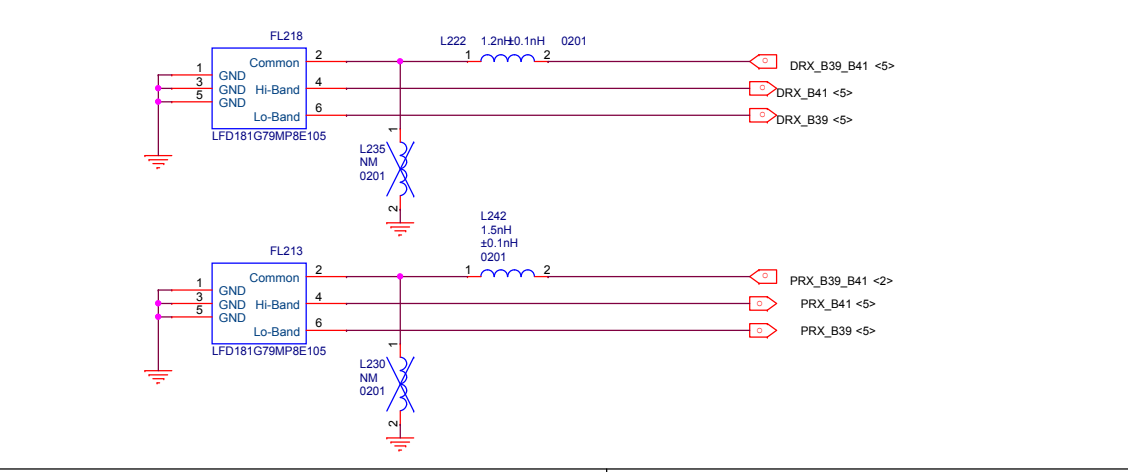 FL218
L222 1.2nH±0.1nH 0201
Common 2
1 2
DRX_B39_B41 <5>
1 GND
3 GND Hi-Band 4
DRX_B41 <5>
5 GND
Lo-Band 6
DRX_B39 <5>
LFD181G79MP8E105
1
L235
NM
0201
2
L242
1.5nH
±0.1nH
0201
FL213
Common 2
1 2
PRX_B39_B41 <2>
1 GND
3 GND Hi-Band 4
PRX_B41 <5>
5 GND
Lo-Band 6
PRX_B39 <5>
LFD181G79MP8E105
1
L230
NM
0201
2